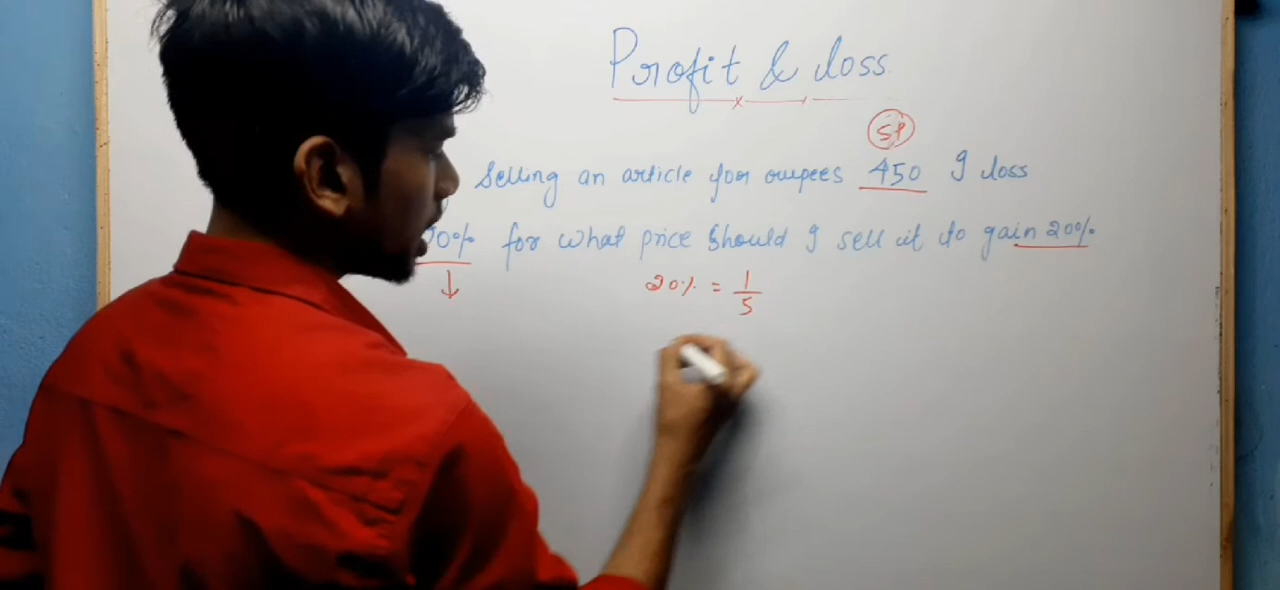 Profit & loss
SP
Selling an article for rupees 450 I loss
20% for what price should I sell it to gain 20%
20% = 1/5